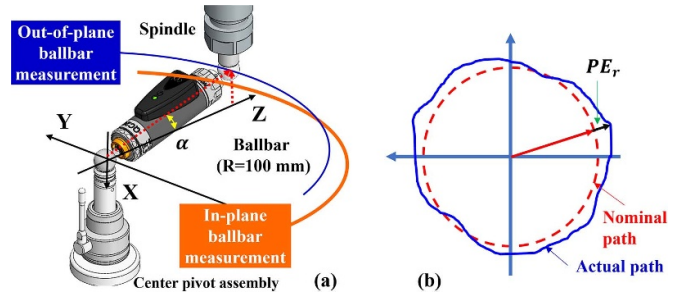 Out-of-plane
ballbar
measurement
Spindle
Y
Z
α
Ballbar
(R=100 mm)
X
In-plane
ballbar
measurement
Center pivot assembly
(a)
PEr
Nominal
path
Actual path
(b)